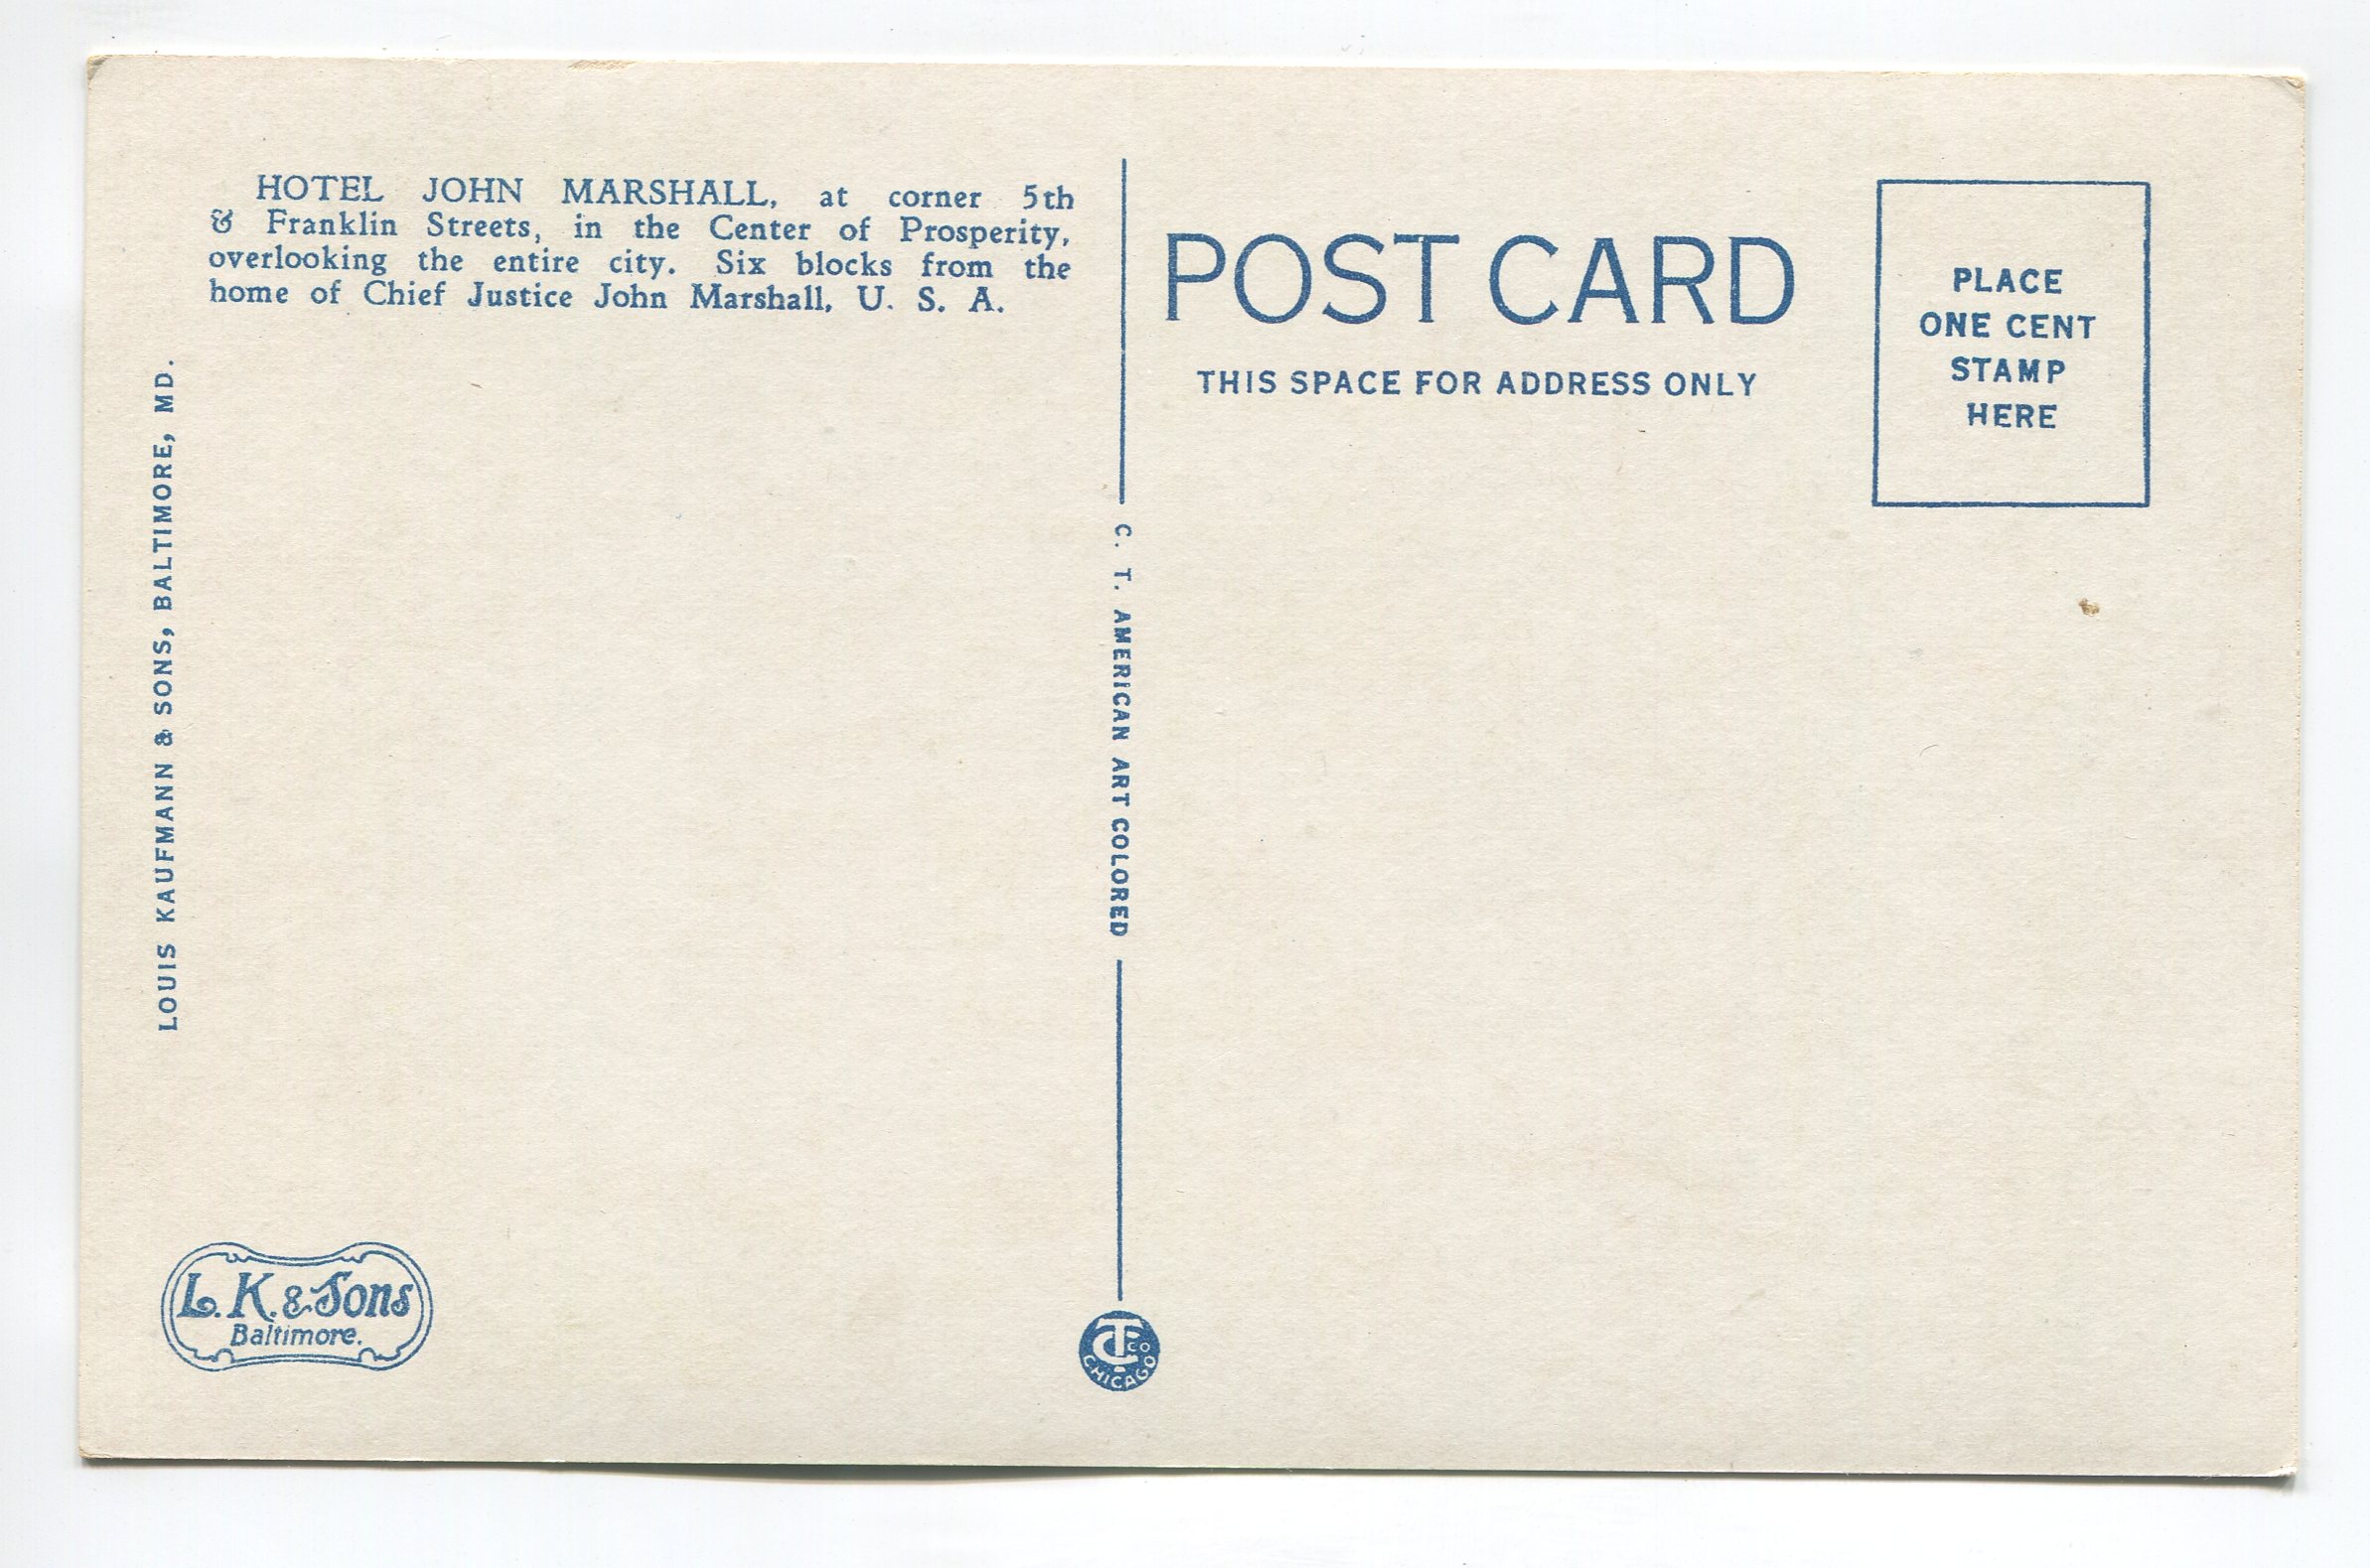 HOTEL JOHN MARSHALL, at corner 5th
& Franklin Streets, in the Center of Prosperity,
overlooking the entire city. Six blocks from the
home of Chief Justice John Marshall, U. S. A.
LOUIS KAUFMANN & SONS, BALTIMORE, MD.
L. K. & Sons
Baltimore.
C. T. AMERICAN ART COLORED
CT CO
CHICAGO
POST CARD
THIS SPACE FOR ADDRESS ONLY
PLACE
ONE CENT
STAMP
HERE